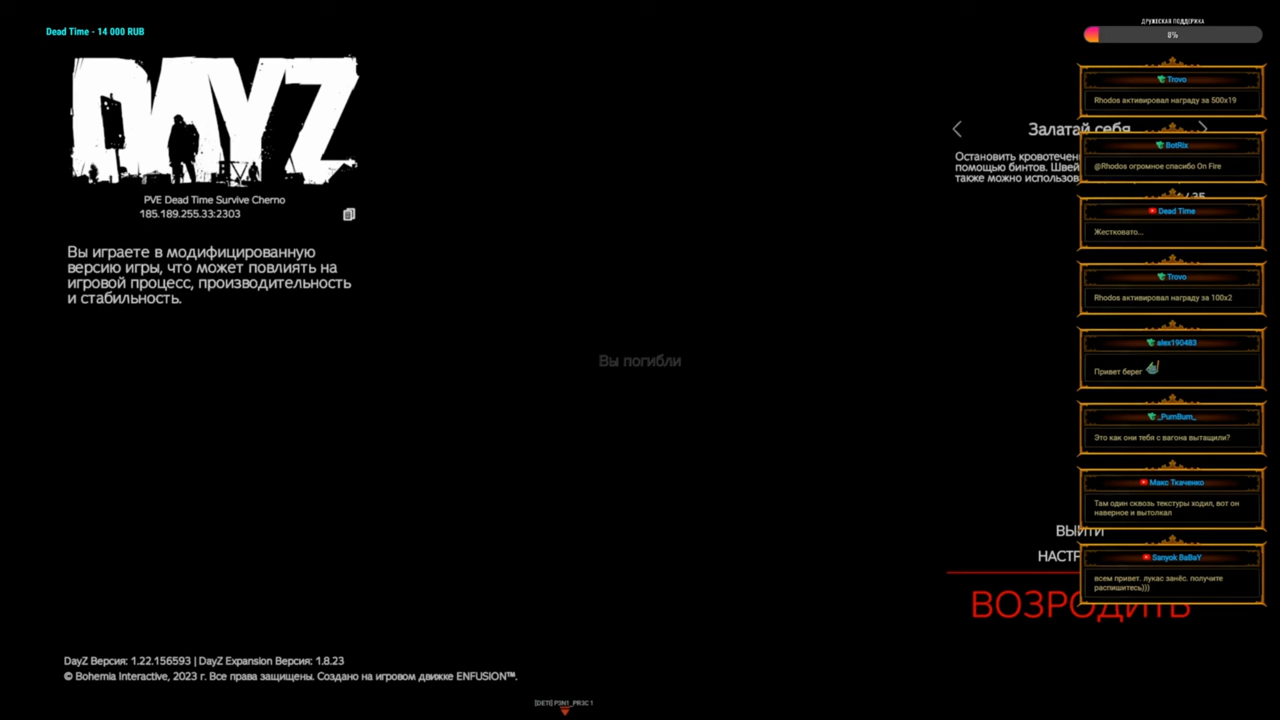 Dead Time - 14 000 RUB
DAYZ
PVE Dead Time Survive Cherno
185.189.255.33:2303
Вы играете в модифицированную
версию игры, что может повлиять на
игровой процесс, производительность
и стабильность.
Вы погибли
Залатай себя
Остановить кровотечен
помощью бинтов. Швей
также можно использов
ВЫЙТИ
НАСТР
ВОЗРОДИТЬ
ДРУЖЕСКАЯ ПОДДЕРЖКА
8%
Trovo
Rhodos активировал награду за 500x19
BotRix
@Rhodos огромное спасибо On Fire
Dead Time
Жестковато...
Trovo
Rhodos активировал награду за 100x2
alex190483
Привет берег
_PumBum_
Это как они тебя с вагона вытащили?
Макс Ткаченко
Там один сквозь текстуры ходил, вот он
наверное и вытолкал
Sanyok BaBaY
всем привет. лукас занёс. получите
распишитесь)))
DayZ Версия: 1.22.156593 | DayZ Expansion Версия: 1.8.23
© Bohemia Interactive, 2023 г. Все права защищены. Создано на игровом движке ENFUSION™.